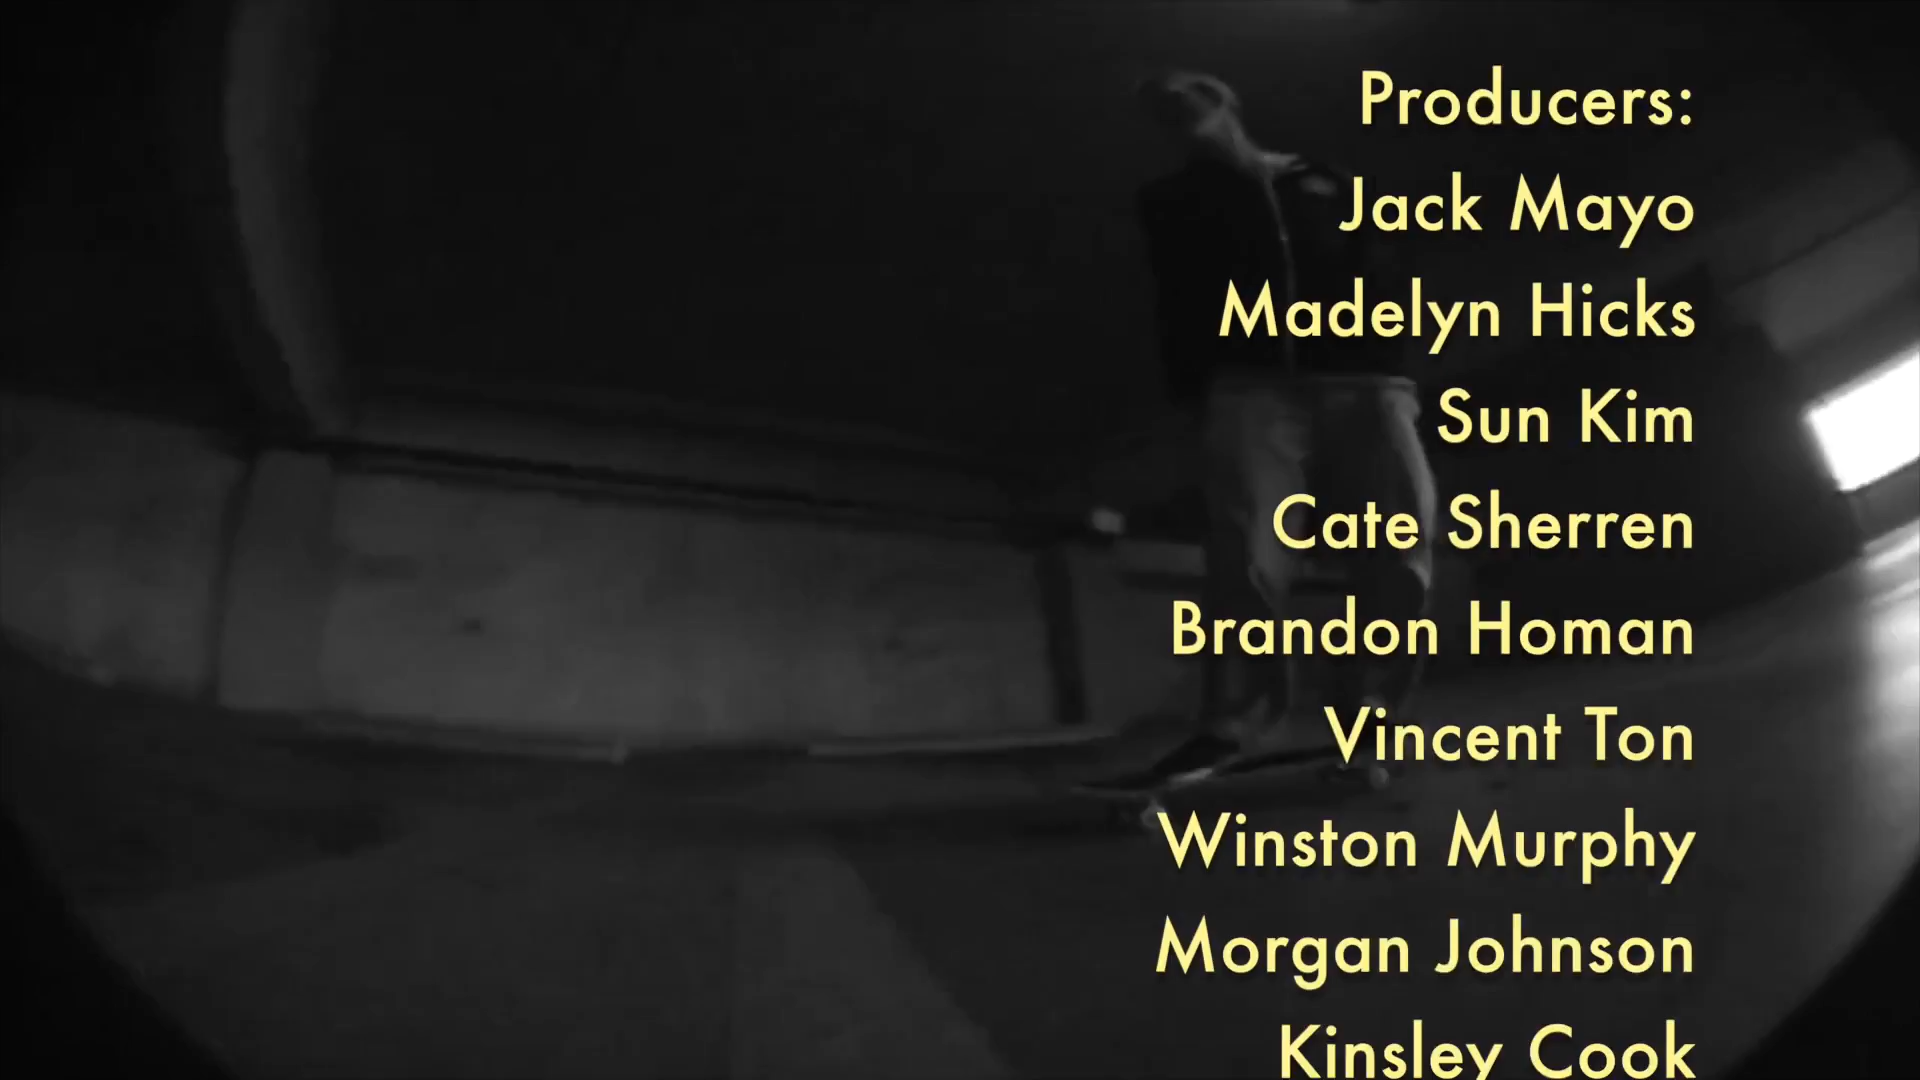 Producers:
Jack Mayo
Madelyn Hicks
Sun Kim
Cate Sherren
Brandon Homan
Vincent Ton
Winston Murphy
Morgan Johnson
Kinsley Cook